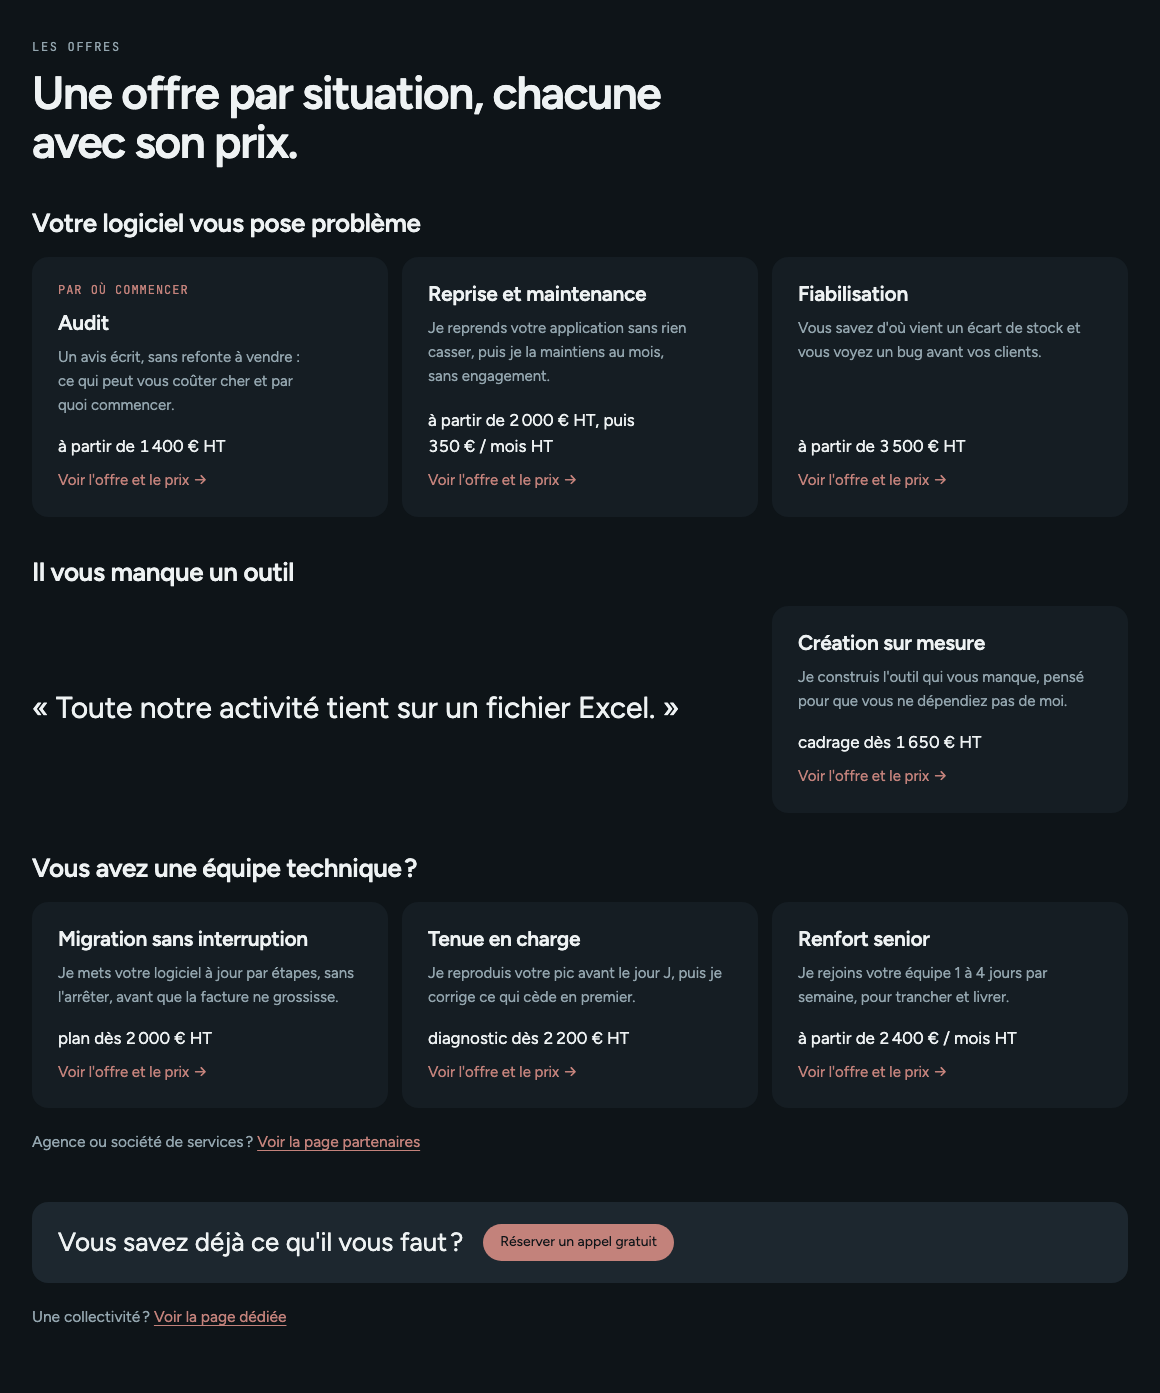 LES OFFRES
Une offre par situation, chacune
avec son prix.
Votre logiciel vous pose problème
PAR OÙ COMMENCER
Audit
Un avis écrit, sans refonte à vendre :
ce qui peut vous coûter cher et par
quoi commencer.
à partir de 1 400 € HT
Voir l'offre et le prix →
Reprise et maintenance
Je reprends votre application sans rien
casser, puis je la maintiens au mois,
sans engagement.
à partir de 2 000 € HT, puis
350 € / mois HT
Voir l'offre et le prix →
Fiabilisation
Vous savez d'où vient un écart de stock et
vous voyez un bug avant vos clients.
à partir de 3 500 € HT
Voir l'offre et le prix →
Il vous manque un outil
« Toute notre activité tient sur un fichier Excel. »
Création sur mesure
Je construis l'outil qui vous manque, pensé
pour que vous ne dépendiez pas de moi.
cadrage dès 1 650 € HT
Voir l'offre et le prix →
Vous avez une équipe technique ?
Migration sans interruption
Je mets votre logiciel à jour par étapes, sans
l'arrêter, avant que la facture ne grossisse.
plan dès 2 000 € HT
Voir l'offre et le prix →
Tenue en charge
Je reproduis votre pic avant le jour J, puis je
corrige ce qui cède en premier.
diagnostic dès 2 200 € HT
Voir l'offre et le prix →
Renfort senior
Je rejoins votre équipe 1 à 4 jours par
semaine, pour trancher et livrer.
à partir de 2 400 € / mois HT
Voir l'offre et le prix →
Agence ou société de services ? Voir la page partenaires
Vous savez déjà ce qu'il vous faut ?
Réserver un appel gratuit
Une collectivité ? Voir la page dédiée